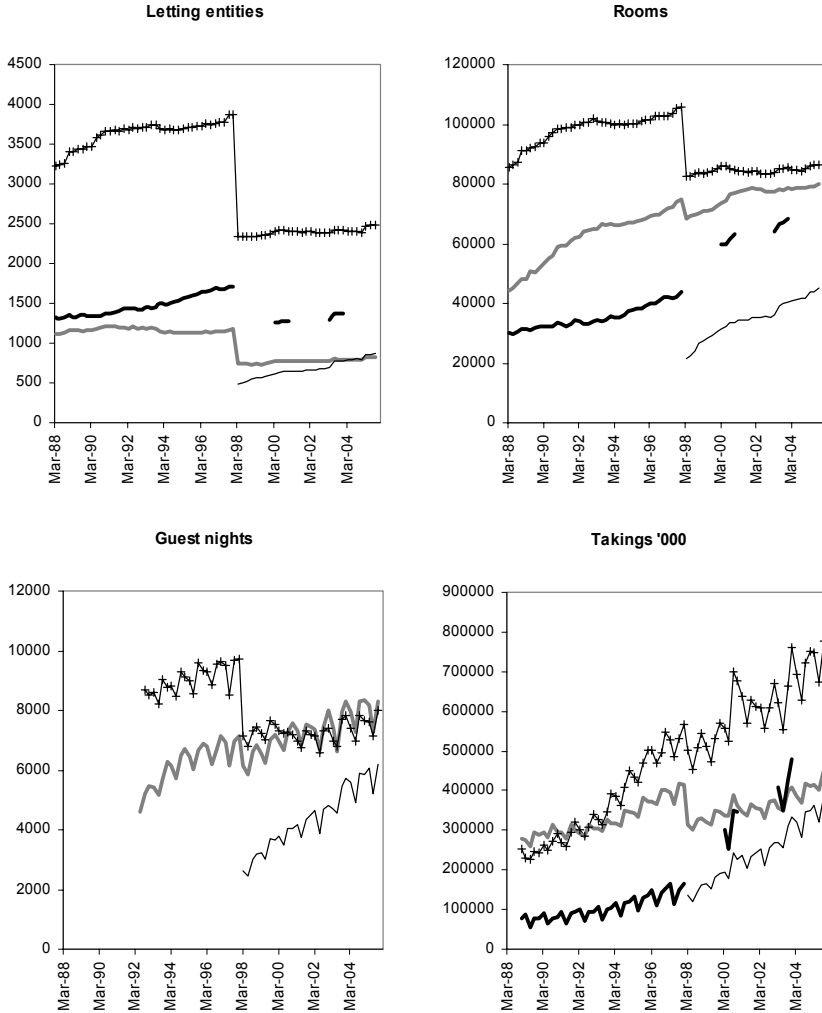 Letting entities
4500
4000
3500
3000
2500
2000
1500
1000
500
0
Mar-88
Mar-90
Mar-92
Mar-94
Mar-96
Mar-98
Mar-00
Mar-02
Mar-04
Rooms
120000
100000
80000
60000
40000
20000
0
Mar-88
Mar-90
Mar-92
Mar-94
Mar-96
Mar-98
Mar-00
Mar-02
Mar-04
Guest nights
12000
10000
8000
6000
4000
2000
0
Mar-88
Mar-90
Mar-92
Mar-94
Mar-96
Mar-98
Mar-00
Mar-02
Mar-04
Takings '000
900000
800000
700000
600000
500000
400000
300000
200000
100000
0
Mar-88
Mar-90
Mar-92
Mar-94
Mar-96
Mar-98
Mar-00
Mar-02
Mar-04